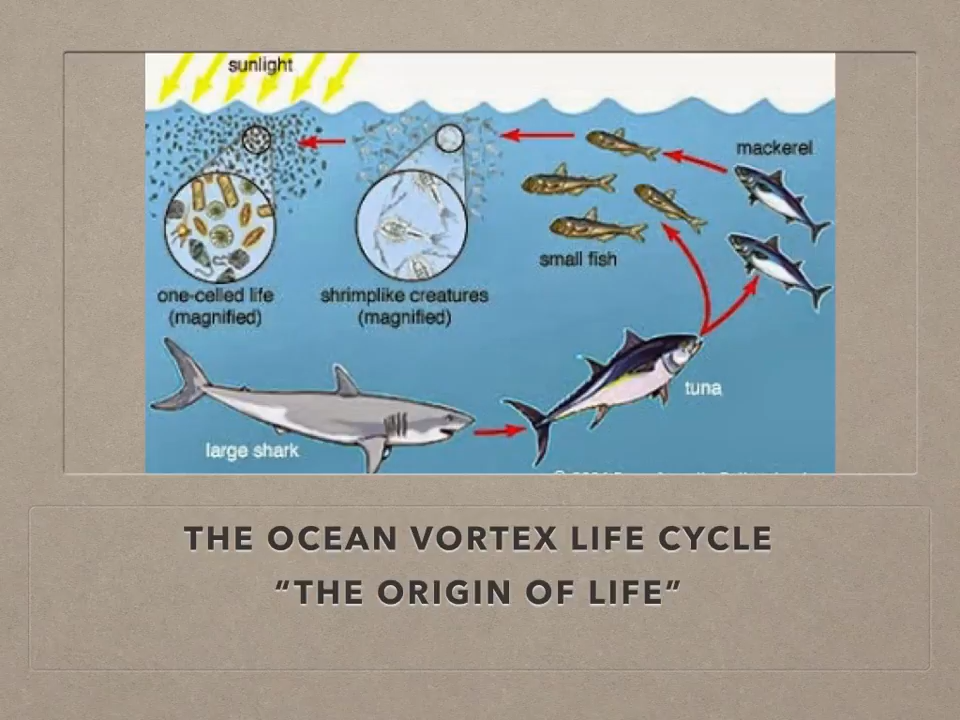 sunlight
mackerel
small fish
one-celled life
(magnified)
shrimplike creatures
(magnified)
tuna
large shark
THE OCEAN VORTEX LIFE CYCLE
“THE ORIGIN OF LIFE”